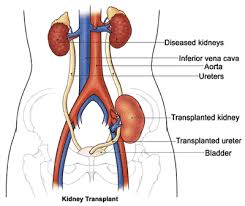 Diseased kidneys
Inferior vena cava
Aorta
Ureters
Transplanted kidney
Transplanted ureter
Bladder
Kidney Transplant